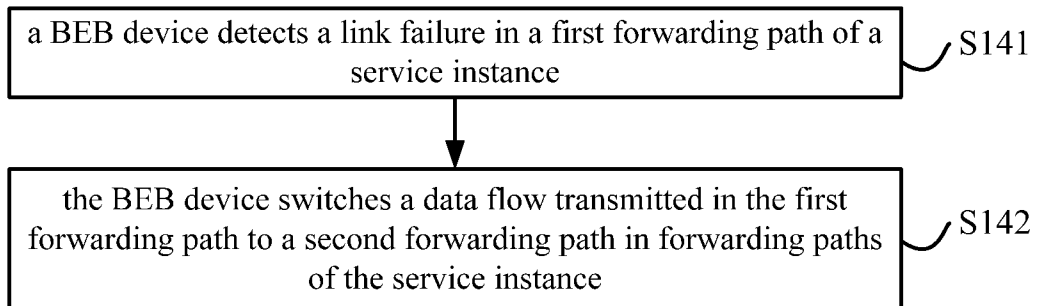 a BEB device detects a link failure in a first forwarding path of a
service instance
S141
the BEB device switches a data flow transmitted in the first
forwarding path to a second forwarding path in forwarding paths
of the service instance
S142